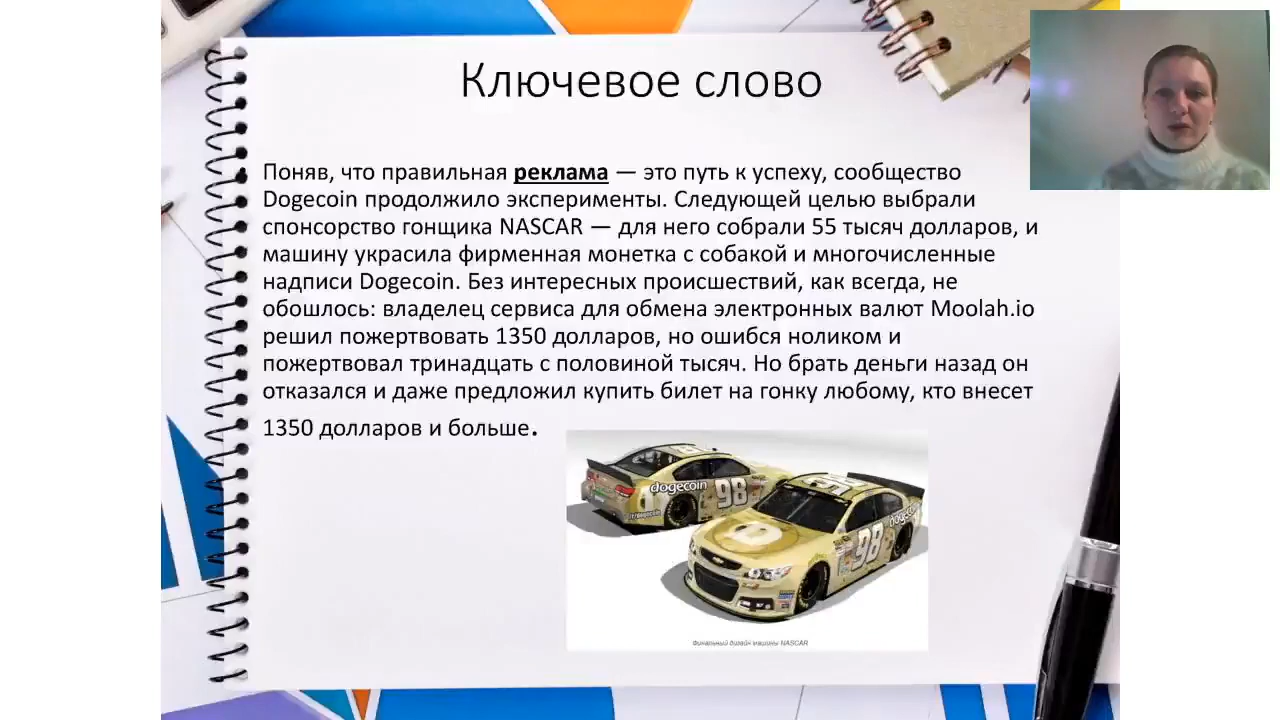 Ключевое слово
Поняв, что правильная реклама — это путь к успеху, сообщество
Dogecoin продолжило эксперименты. Следующей целью выбрали
спонсорство гонщика NASCAR — для него собрали 55 тысяч долларов, и
машину украсила фирменная монетка с собакой и многочисленные
надписи Dogecoin. Без интересных происшествий, как всегда, не
обошлось: владелец сервиса для обмена электронных валют Moolah.io
решил пожертвовать 1350 долларов, но ошибся ноликом и
пожертвовал тринадцать с половиной тысяч. Но брать деньги назад он
отказался и даже предложил купить билет на гонку любому, кто внесет
1350 долларов и больше.
98
dogecoin 98
98 dogecoin
Финальный дизайн машины NASCAR